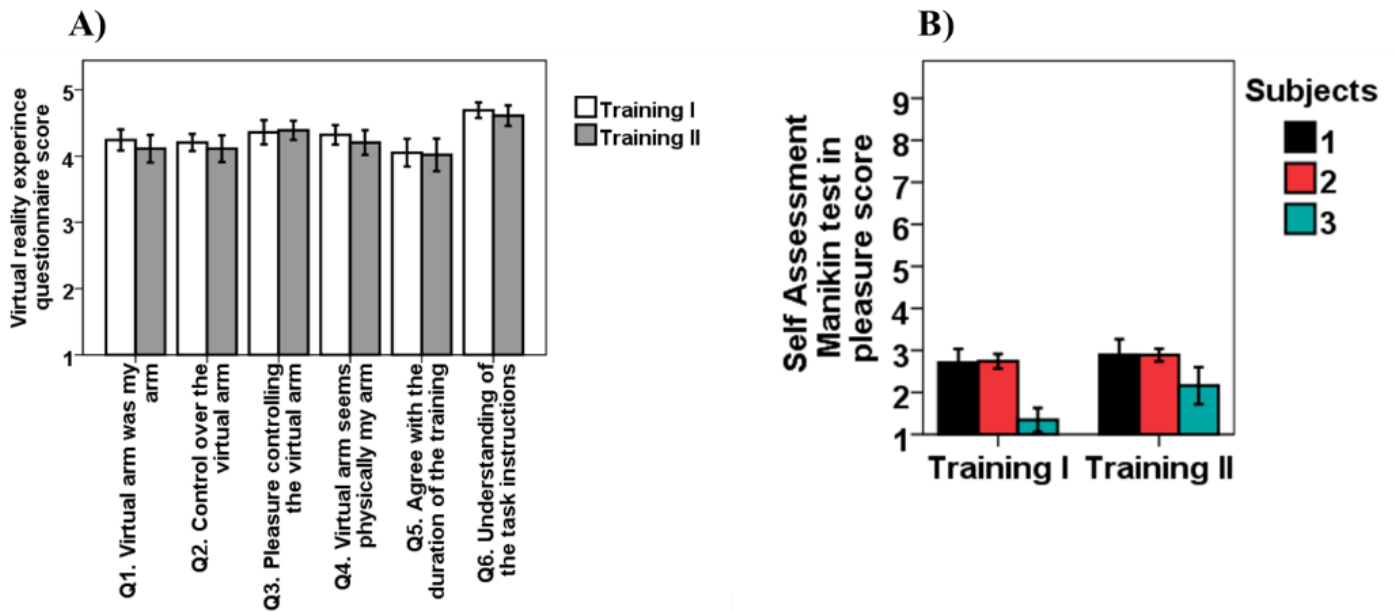 A)
Virtual reality experince
questionnaire score
5
4
3
2
1
Q1. Virtual arm was my
arm
Q2. Control over the
virtual arm
Q3. Pleasure controlling
the virtual arm
Q4. Virtual arm seems
physically my arm
Q5. Agree with the
duration of the training
Q6. Understanding of
the task instructions
Training I
Training II
B)
Self Assessment
Manikin test in
pleasure score
9
8
7
6
5
4
3
2
1
Training I
Training II
Subjects
1
2
3